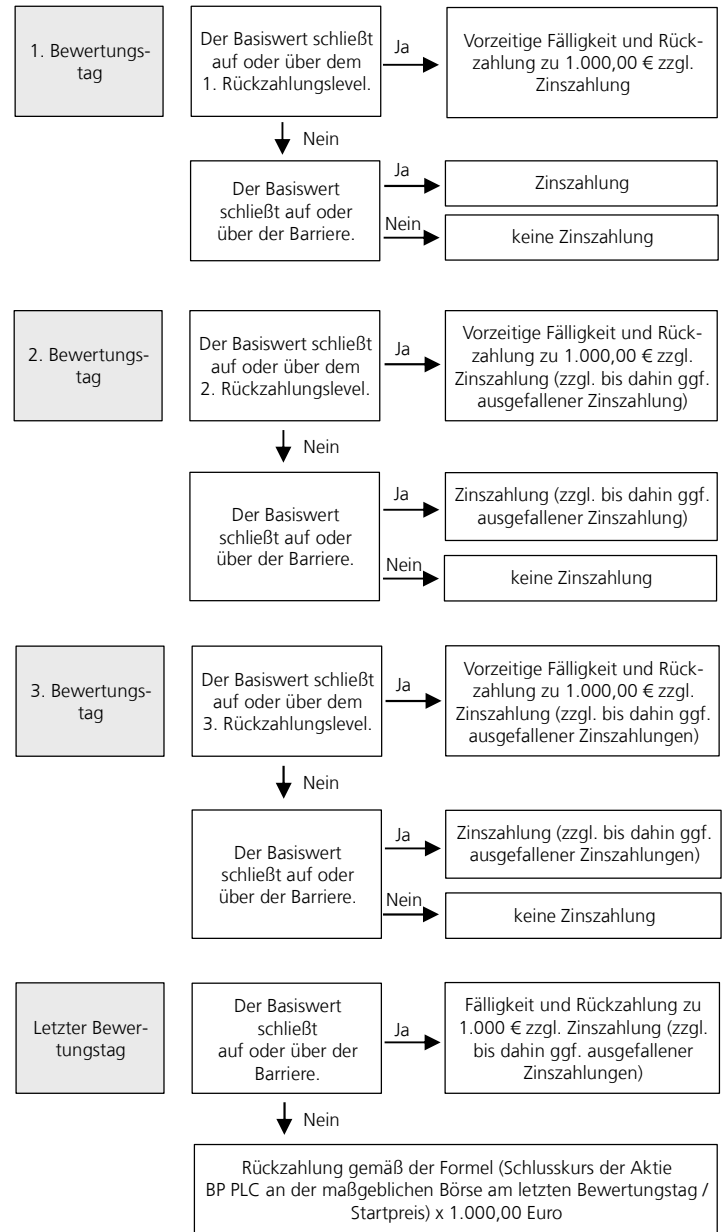 1. Bewertungs-
tag
Der Basiswert schließt
auf oder über dem
1. Rückzahlungslevel.
Ja
Vorzeitige Fälligkeit und Rück-
zahlung zu 1.000,00 € zzgl.
Zinszahlung
Nein
Der Basiswert
schließt auf oder
über der Barriere.
Ja
Zinszahlung
Nein
keine Zinszahlung
2. Bewertungs-
tag
Der Basiswert schließt
auf oder über dem
2. Rückzahlungslevel.
Ja
Vorzeitige Fälligkeit und Rück-
zahlung zu 1.000,00 € zzgl.
Zinszahlung (zzgl. bis dahin ggf.
ausgefallener Zinszahlung)
Nein
Der Basiswert
schließt auf oder
über der Barriere.
Ja
Zinszahlung (zzgl. bis dahin ggf.
ausgefallener Zinszahlung)
Nein
keine Zinszahlung
3. Bewertungs-
tag
Der Basiswert schließt
auf oder über dem
3. Rückzahlungslevel.
Ja
Vorzeitige Fälligkeit und Rück-
zahlung zu 1.000,00 € zzgl.
Zinszahlung (zzgl. bis dahin ggf.
ausgefallener Zinszahlungen)
Nein
Der Basiswert
schließt auf oder
über der Barriere.
Ja
Zinszahlung (zzgl. bis dahin ggf.
ausgefallener Zinszahlungen)
Nein
keine Zinszahlung
Letzter Bewer-
tungstag
Der Basiswert
schließt
auf oder über der
Barriere.
Ja
Fälligkeit und Rückzahlung zu
1.000 € zzgl. Zinszahlung (zzgl.
bis dahin ggf. ausgefallener
Zinszahlungen)
Nein
Rückzahlung gemäß der Formel (Schlusskurs der Aktie
BP PLC an der maßgeblichen Börse am letzten Bewertungstag /
Startpreis) x 1.000,00 Euro